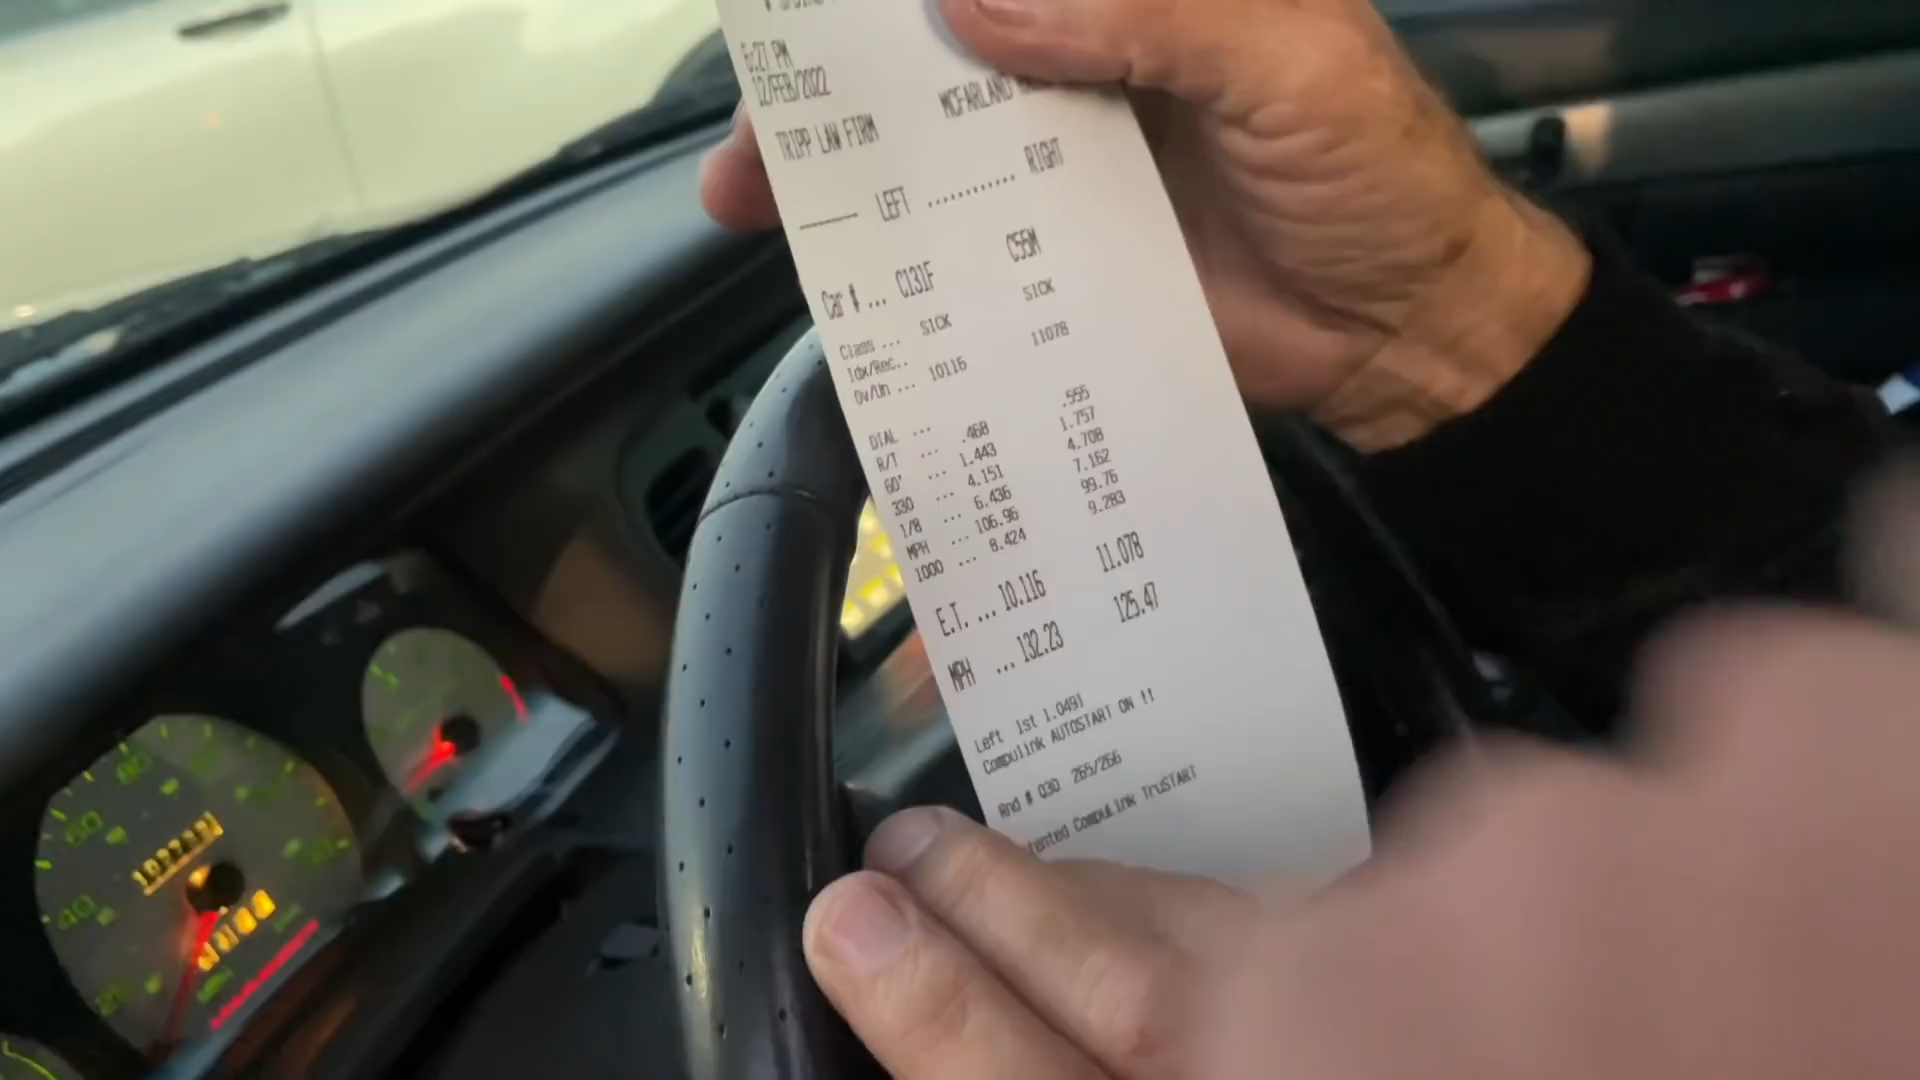 6:27 PM
12/FEB/2022
TRIPP LAW FIRM MCFARLAND
LEFT ............ RIGHT
Car # ... C131F C55M
Class ... SICK SICK
Idx/Rec..
Ov/Un ... 10116 11078
DIAL ...
R/T ... .468 .555
60' ... 1.443 1.757
330 ... 4.151 4.708
1/8 ... 6.436 7.162
MPH ... 106.96 99.76
1000 ... 8.424 9.283
E.T. ... 10.116 11.078
MPH ... 132.23 125.47
Left 1st 1.0491
Compulink AUTOSTART ON !!
Rnd # Q30 265/266
Compulink TruSTART
40